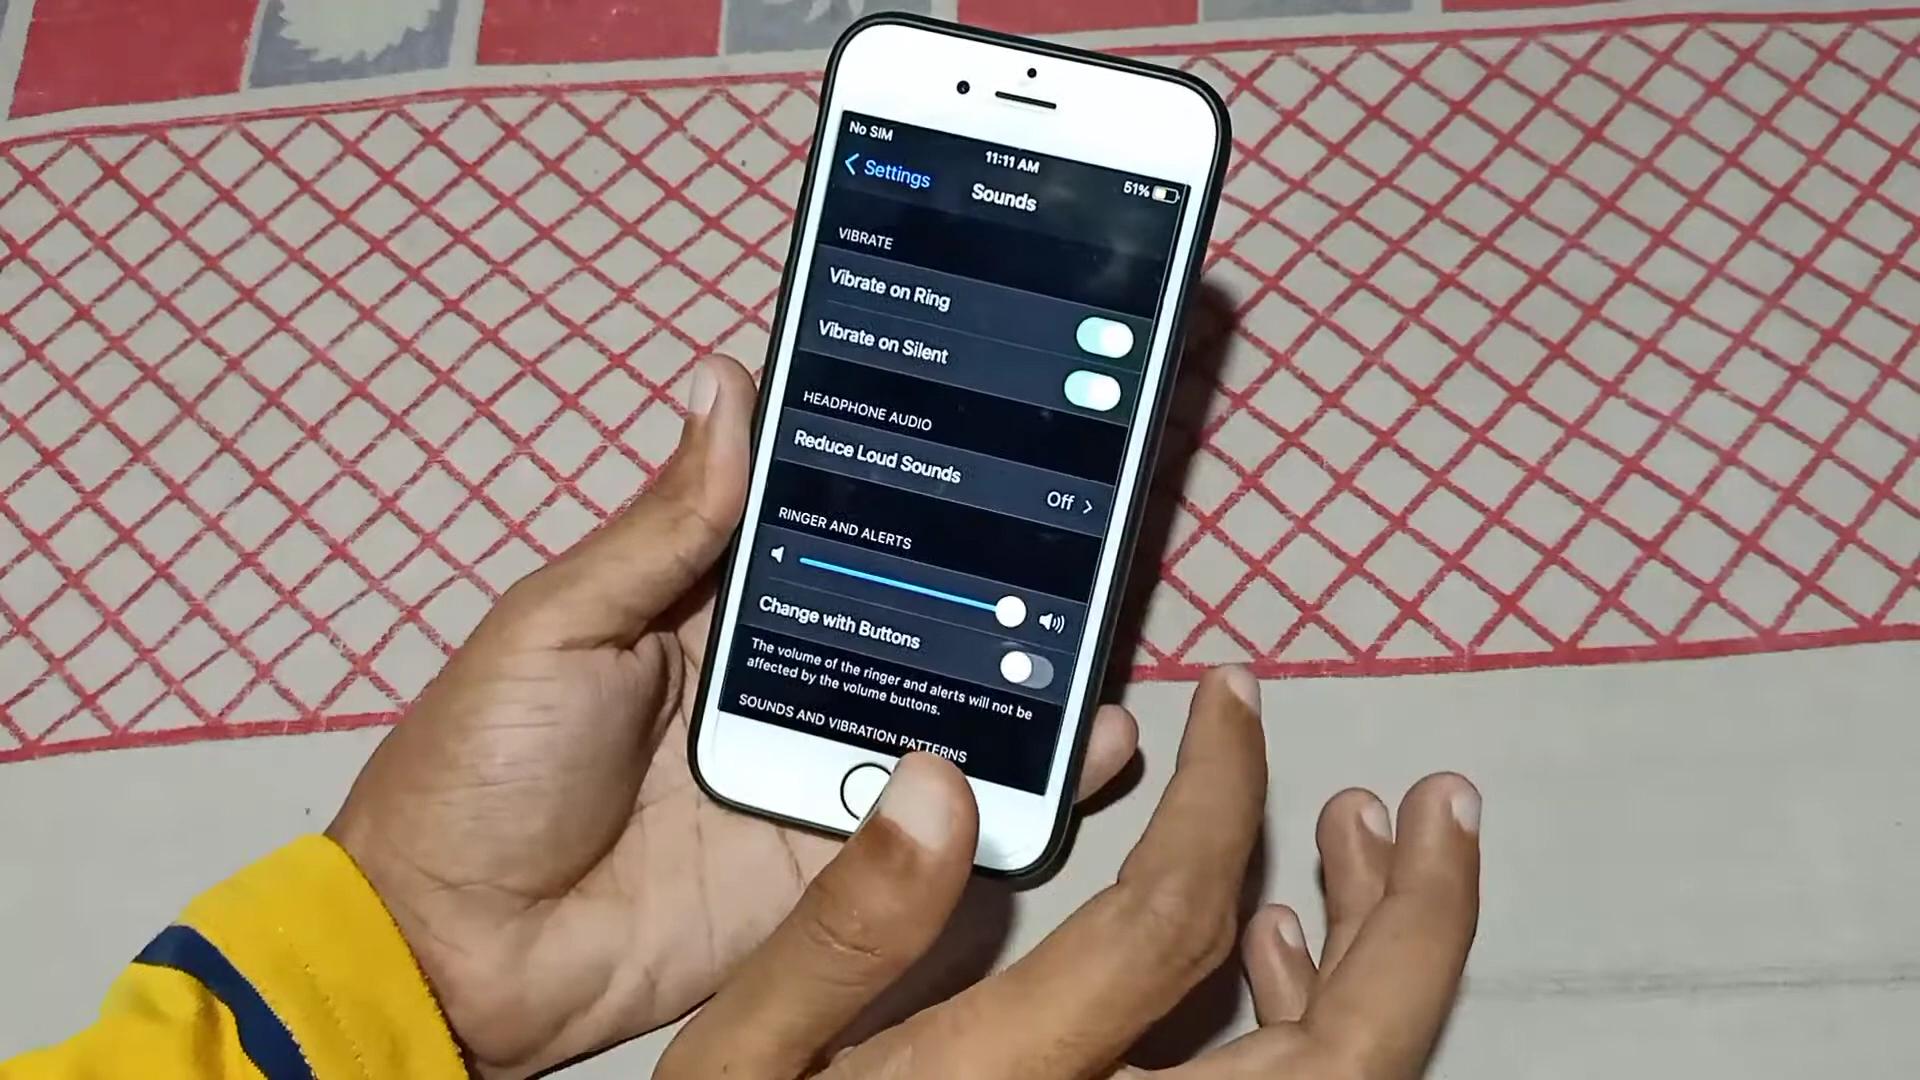 No SIM
11:11 AM
51%
Settings
Sounds
VIBRATE
Vibrate on Ring
Vibrate on Silent
HEADPHONE AUDIO
Reduce Loud Sounds
Off
RINGER AND ALERTS
Change with Buttons
The volume of the ringer and alerts will not be
affected by the volume buttons.
SOUNDS AND VIBRATION PATTERNS